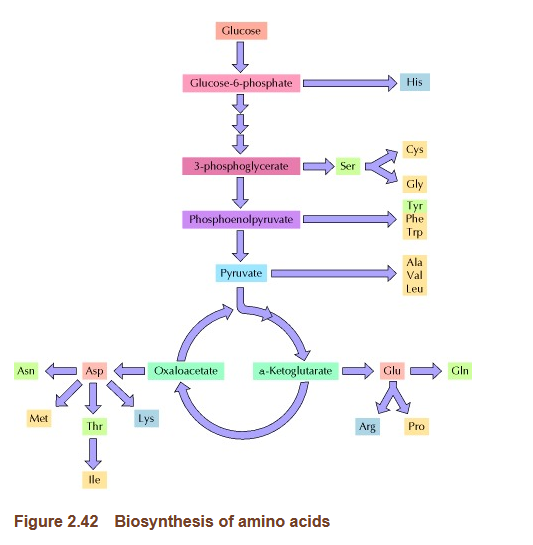 Glucose
Glucose-6-phosphate
His
3-phosphoglycerate
Ser
Cys
Gly
Phosphoenolpyruvate
Tyr
Phe
Trp
Pyruvate
Ala
Val
Leu
Asn
Asp
Oxaloacetate
α-Ketoglutarate
Glu
Gln
Met
Thr
Lys
Arg
Pro
Ile
Figure 2.42 Biosynthesis of amino acids